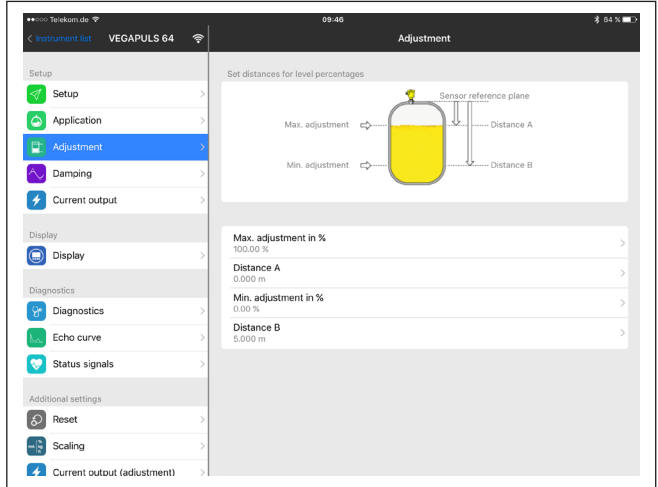 Telekom.de
09:46
64 %
Instrument list
VEGAPULS 64
Adjustment
Setup
Setup
Application
Adjustment
Damping
Current output
Display
Display
Diagnostics
Diagnostics
Echo curve
Status signals
Additional settings
Reset
Scaling
Current output (adjustment)
Set distances for level percentages
Sensor reference plane
Max. adjustment
Distance A
Min. adjustment
Distance B
Max. adjustment in %
100.00 %
Distance A
0.000 m
Min. adjustment in %
0.00 %
Distance B
5.000 m